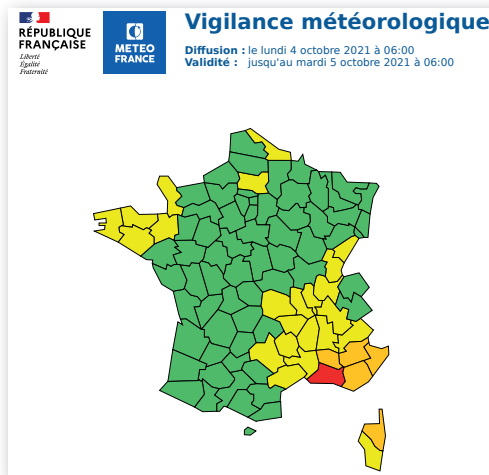 RÉPUBLIQUE
FRANÇAISE
Liberté
Égalité
Fraternité
METEO
FRANCE
Vigilance météorologique
Diffusion : le lundi 4 octobre 2021 à 06:00
Validité : jusqu'au mardi 5 octobre 2021 à 06:00